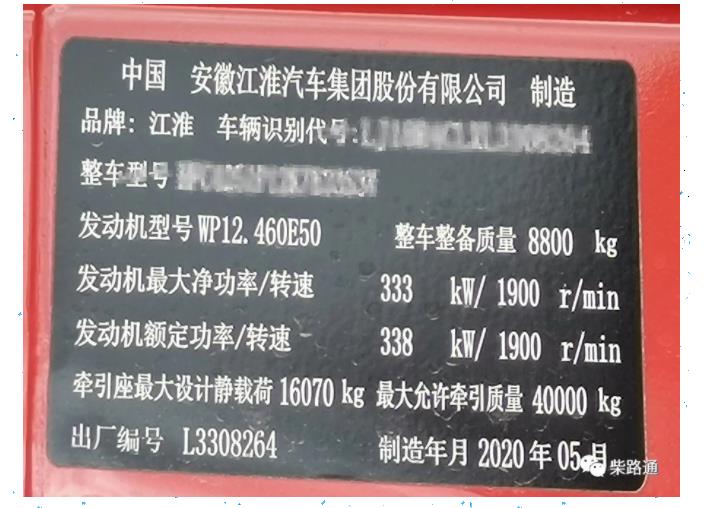 中国 安徽江淮汽车集团股份有限公司 制造
品牌: 江淮 车辆识别代号:
整车型号
发动机型号 WP12.460E50 整车整备质量 8800 kg
发动机最大净功率/转速 333 kW/ 1900 r/min
发动机额定功率/转速 338 kW/ 1900 r/min
牵引座最大设计静载荷 16070 kg 最大允许牵引质量 40000 kg
出厂编号 L3308264 制造年月 2020 年 05 月
柴路通